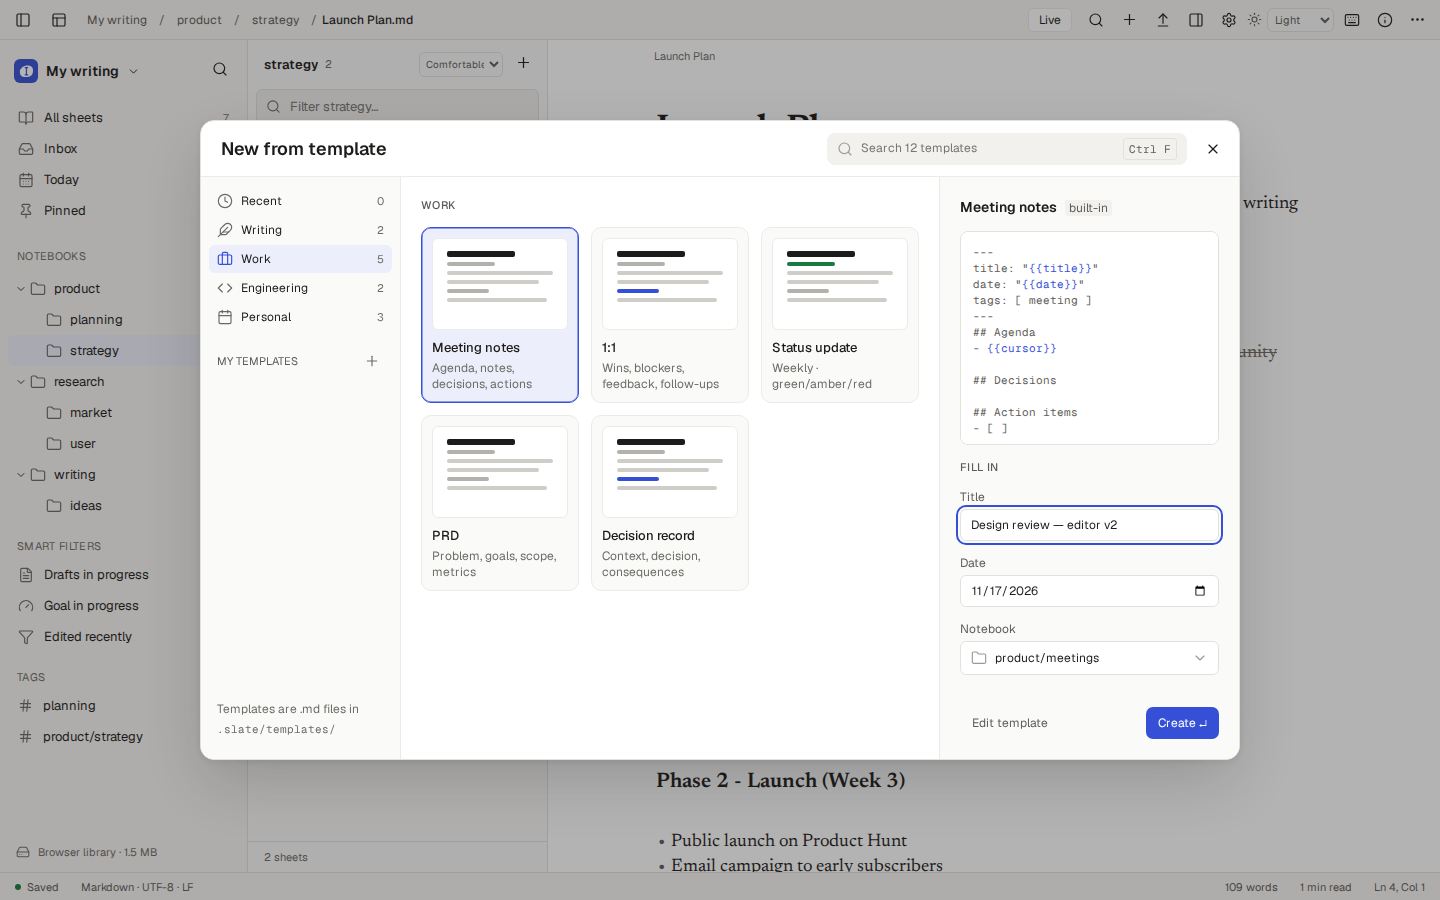 My writing / product / strategy / Launch Plan.md
Live
Light
My writing
strategy 2
Comfortable
Launch Plan
All sheets 7
Filter strategy...
Inbox
Today
Pinned
NOTEBOOKS
product
planning
strategy
research
market
user
writing
ideas
SMART FILTERS
Drafts in progress
Goal in progress
Edited recently
TAGS
# planning
# product/strategy
Browser library · 1.5 MB
2 sheets
New from template
Search 12 templates
Ctrl F
Recent 0
Writing 2
Work 5
Engineering 2
Personal 3
MY TEMPLATES
Templates are .md files in
.slate/templates/
WORK
Meeting notes
Agenda, notes,
decisions, actions
1:1
Wins, blockers,
feedback, follow-ups
Status update
Weekly ·
green/amber/red
PRD
Problem, goals, scope,
metrics
Decision record
Context, decision,
consequences
Meeting notes built-in
---
title: "{{title}}"
date: "{{date}}"
tags: [ meeting ]
---
## Agenda
- {{cursor}}
## Decisions
## Action items
- [ ]
FILL IN
Title
Design review — editor v2
Date
11/17/2026
Notebook
product/meetings
Edit template
Create ↵
writing
Phase 2 - Launch (Week 3)
• Public launch on Product Hunt
• Email campaign to early subscribers
Saved
Markdown · UTF-8 · LF
109 words
1 min read
Ln 4, Col 1